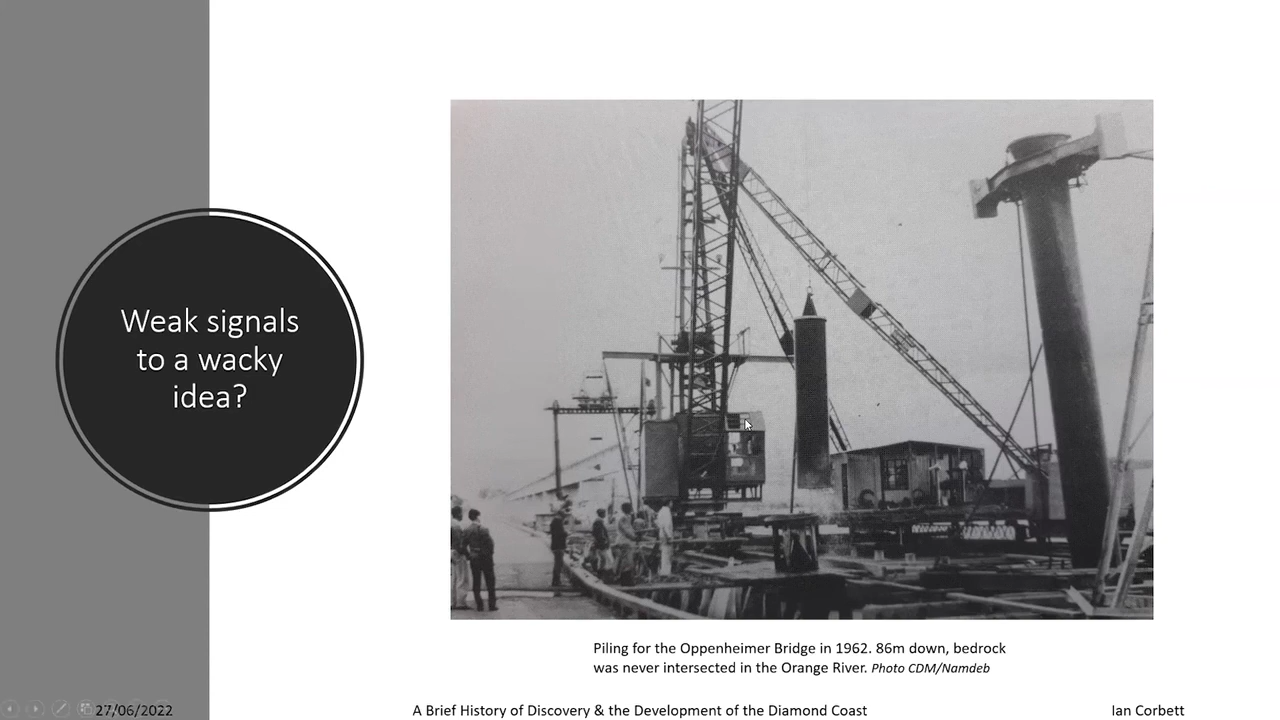 Weak signals
to a wacky
idea?
Piling for the Oppenheimer Bridge in 1962. 86m down, bedrock
was never intersected in the Orange River. Photo CDM/Namdeb
27/06/2022
A Brief History of Discovery & the Development of the Diamond Coast
Ian Corbett